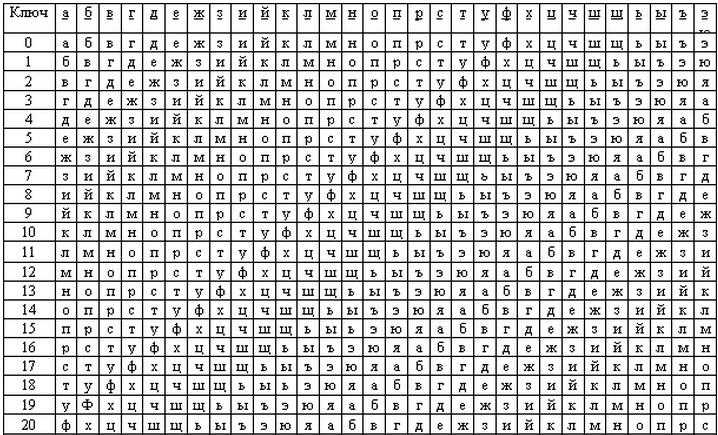 Ключ а б в г д е ж з и й к л м н о п р с т у ф х ц ч ш щ ь ы ъ э
0 а б в г д е ж з и й к л м н о п р с т у ф х ц ч ш щ ь ы ъ э
1 б в г д е ж з и й к л м н о п р с т у ф х ц ч ш щ ь ы ъ э ю
2 в г д е ж з и й к л м н о п р с т у ф х ц ч ш щ ь ы ъ э ю я
3 г д е ж з и й к л м н о п р с т у ф х ц ч ш щ ь ы ъ э ю я а
4 д е ж з и й к л м н о п р с т у ф х ц ч ш щ ь ы ъ э ю я а б
5 е ж з и й к л м н о п р с т у ф х ц ч ш щ ь ы ъ э ю я а б в
6 ж з и й к л м н о п р с т у ф х ц ч ш щ ь ы ъ э ю я а б в г
7 з и й к л м н о п р с т у ф х ц ч ш щ ь ы ъ э ю я а б в г д
8 и й к л м н о п р с т у ф х ц ч ш щ ь ы ъ э ю я а б в г д е
9 й к л м н о п р с т у ф х ц ч ш щ ь ы ъ э ю я а б в г д е ж
10 к л м н о п р с т у ф х ц ч ш щ ь ы ъ э ю я а б в г д е ж з
11 л м н о п р с т у ф х ц ч ш щ ь ы ъ э ю я а б в г д е ж з и
12 м н о п р с т у ф х ц ч ш щ ь ы ъ э ю я а б в г д е ж з и й
13 н о п р с т у ф х ц ч ш щ ь ы ъ э ю я а б в г д е ж з и й к
14 о п р с т у ф х ц ч ш щ ь ы ъ э ю я а б в г д е ж з и й к л
15 п р с т у ф х ц ч ш щ ь ы ь э ю я а б в г д е ж з и й к л м
16 р с т у ф х ц ч ш щ ь ы ъ э ю я а б в г д е ж з и й к л м н
17 с т у ф х ц ч ш щ ь ы ъ э ю я а б в г д е ж з и й к л м н о
18 т у ф х ц ч ш щ ь ы ъ э ю я а б в г д е ж з и й к л м н о п
19 у Ф х ц ч ш щ ь ы ъ э ю я а б в г д е ж з и й к л м н о п р
20 ф х ц ч ш щ ь ы ъ э ю я а б в г д е ж з и й к л м н о п р с